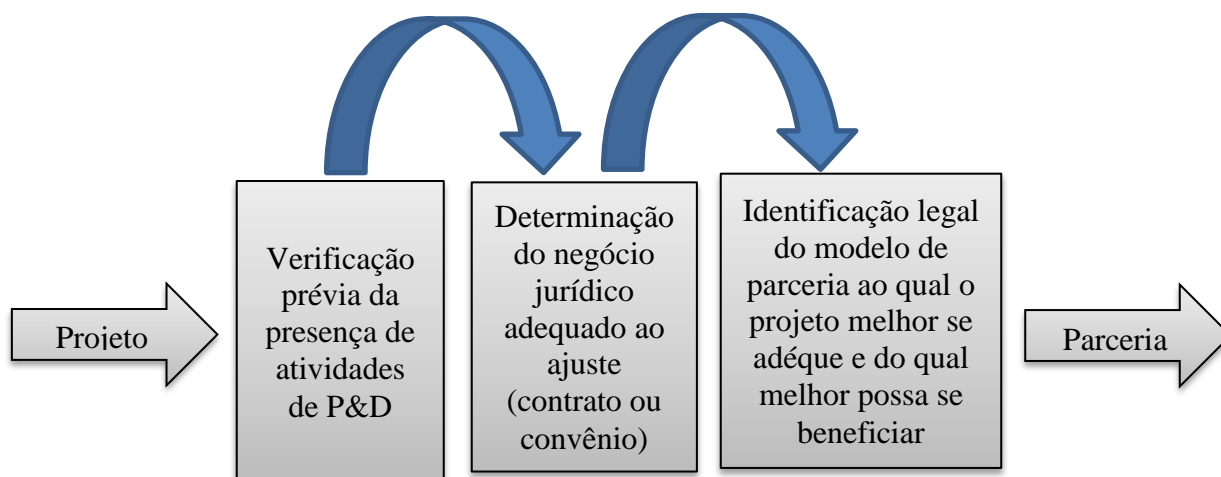 Projeto
Verificação
prévia da
presença de
atividades
de P&D
Determinação
do negócio
jurídico
adequado ao
ajuste
(contrato ou
convênio)
Identificação legal
do modelo de
parceria ao qual o
projeto melhor se
adéque e do qual
melhor possa se
beneficiar
Parceria